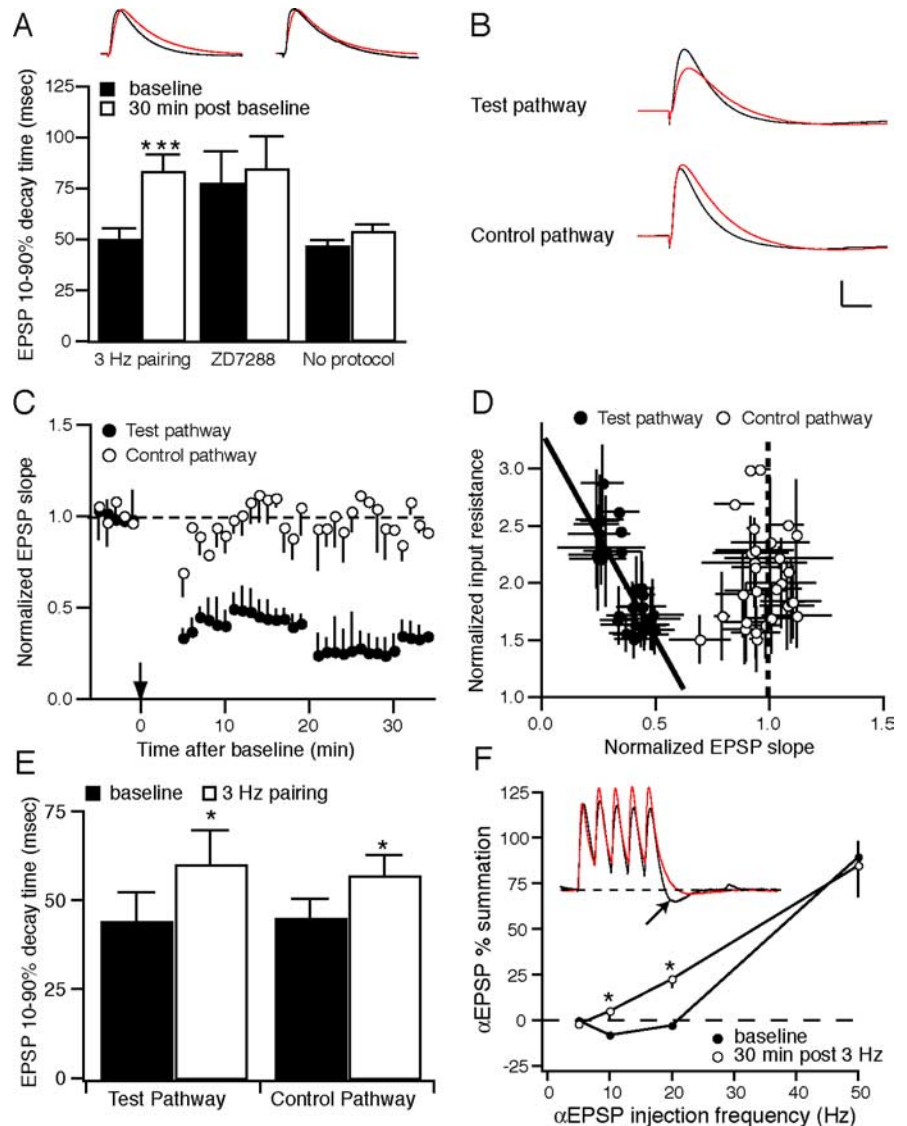 A
baseline
30 min post baseline
EPSP 10-90% decay time (msec)
125
100
75
50
25
0
***
3 Hz pairing
ZD7288
No protocol
B
Test pathway
Control pathway
C
Test pathway
Control pathway
Normalized EPSP slope
1.5
1.0
0.5
0.0
0
10
20
30
Time after baseline (min)
D
Test pathway
Control pathway
Normalized input resistance
3.0
2.5
2.0
1.5
1.0
0.0
0.5
1.0
1.5
Normalized EPSP slope
E
baseline
3 Hz pairing
EPSP 10-90% decay time (msec)
75
50
25
0
*
*
Test Pathway
Control Pathway
F
αEPSP % summation
125
100
75
50
25
0
-25
*
*
baseline
30 min post 3 Hz
0
10
20
30
40
50
αEPSP injection frequency (Hz)